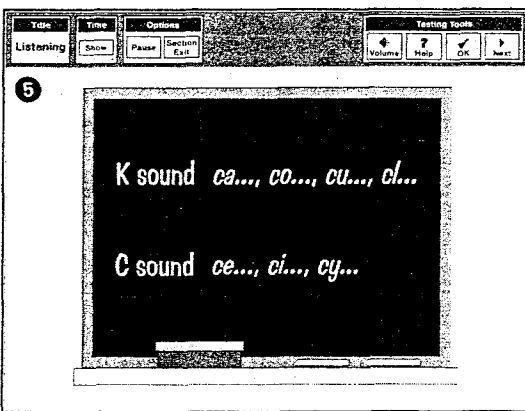 Title Time Options Testing Tools
Listening Show Pause Section Exit Volume ? Help OK Next
5
K sound ca..., co..., cu..., cl...
C sound ce..., ci..., cy...